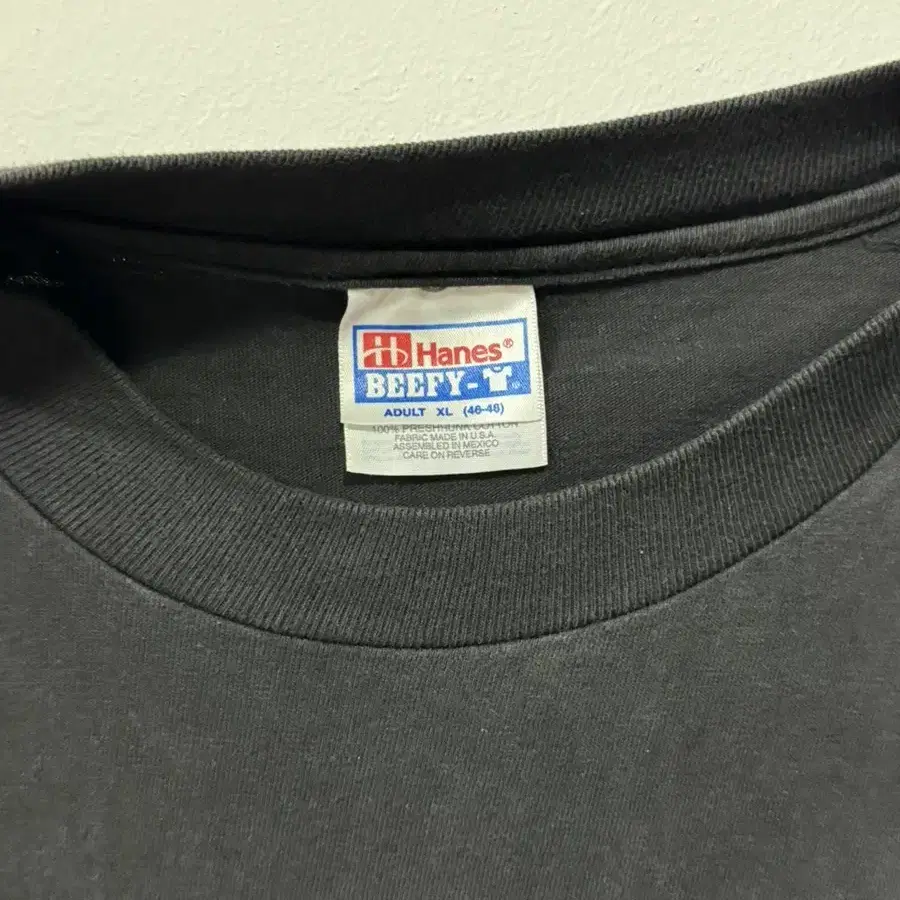 Hanes®
BEEFY-T®
ADULT XL (46-48)
100% PRESHRUNK COTTON
FABRIC MADE IN U.S.A.
ASSEMBLED IN MEXICO
CARE ON REVERSE